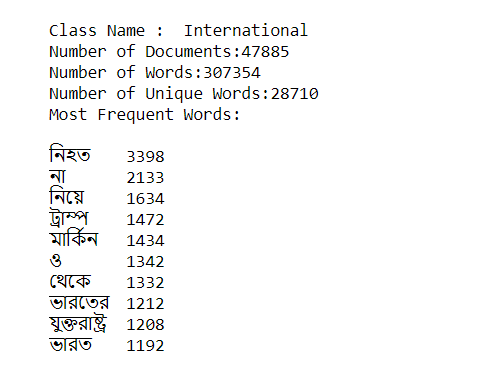 Class Name :  International
Number of Documents:47885
Number of Words:307354
Number of Unique Words:28710
Most Frequent Words:
নিহত 3398
না 2133
নিয়ে 1634
ট্রাম্প 1472
মার্কিন 1434
ও 1342
থেকে 1332
ভারতের 1212
যুক্তরাষ্ট্র 1208
ভারত 1192